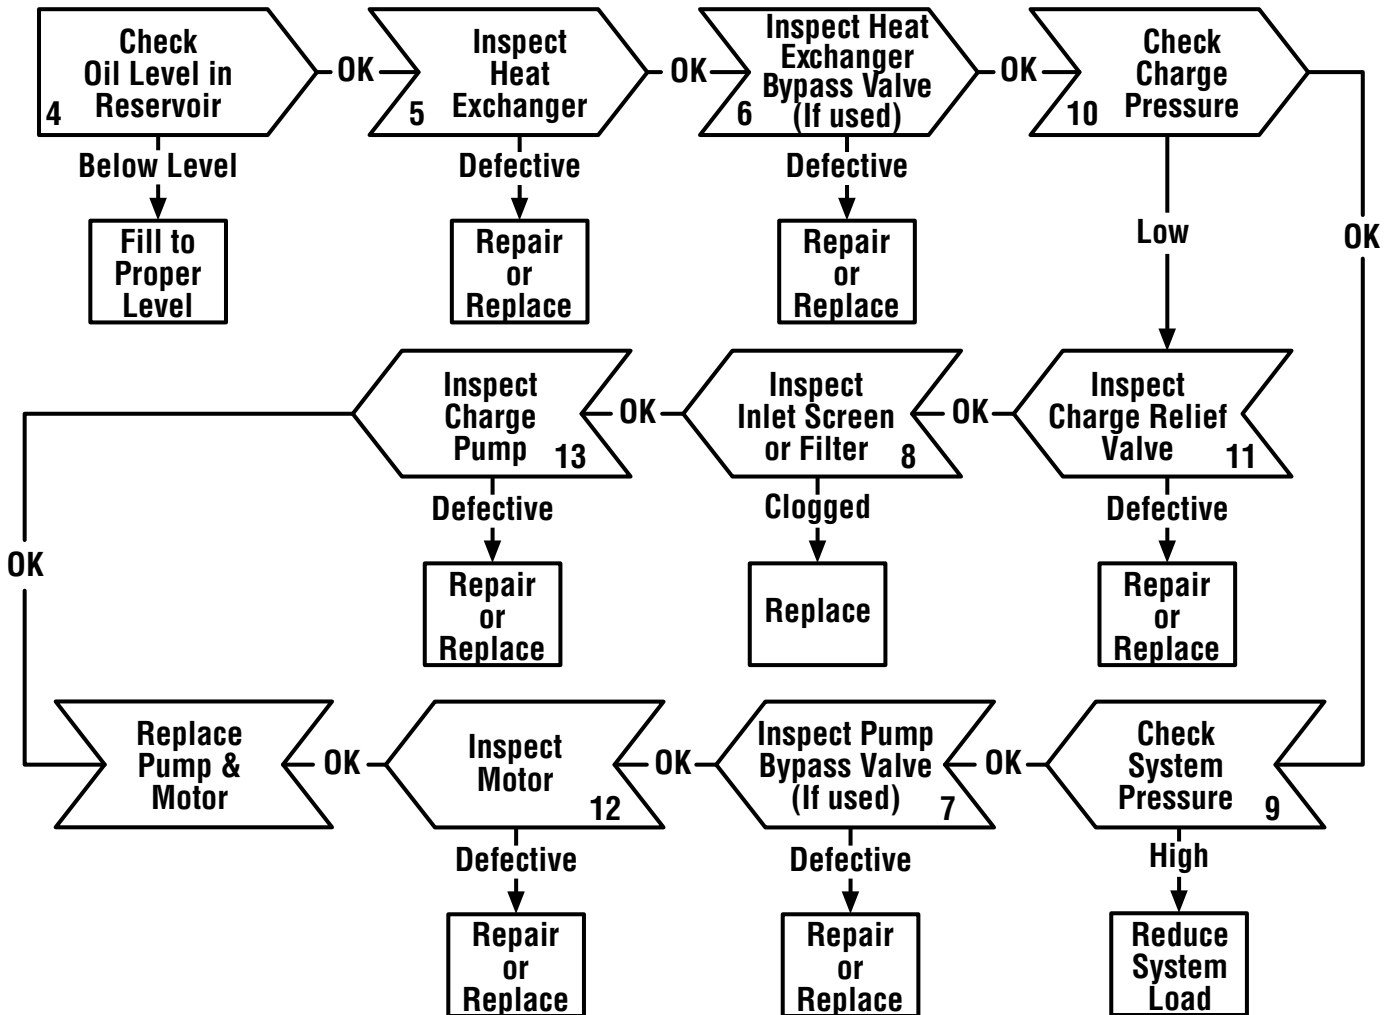 Check
Oil Level in
Reservoir
4
OK
Inspect
Heat
Exchanger
5
OK
Inspect Heat
Exchanger
Bypass Valve
(If used)
6
OK
Check
Charge
Pressure
10
Below Level
Defective
Defective
Low
OK
Fill to
Proper
Level
Repair
or
Replace
Repair
or
Replace
Inspect
Charge
Pump
13
OK
Inspect
Inlet Screen
or Filter
8
OK
Inspect
Charge Relief
Valve
11
OK
Defective
Clogged
Defective
Repair
or
Replace
Replace
Repair
or
Replace
Replace
Pump &
Motor
OK
Inspect
Motor
12
OK
Inspect Pump
Bypass Valve
(If used)
7
OK
Check
System
Pressure
9
Defective
Defective
High
Repair
or
Replace
Repair
or
Replace
Reduce
System
Load